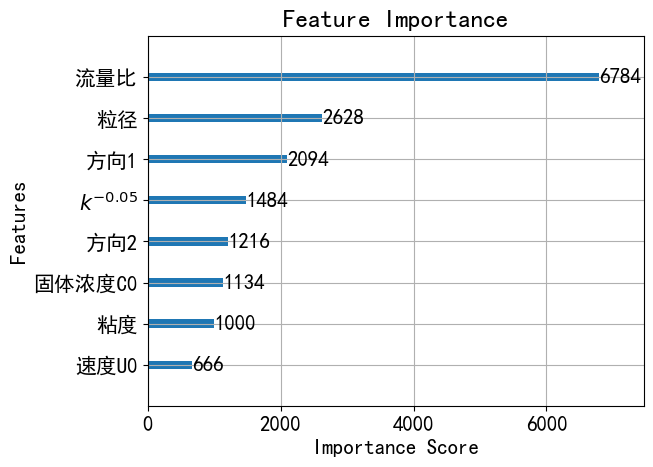 Feature Importance
流量比
6784
粒径
2628
方向1
2094
k^{-0.05}
1484
方向2
1216
固体浓度C0
1134
粘度
1000
速度U0
666
Features
0 2000 4000 6000
Importance Score